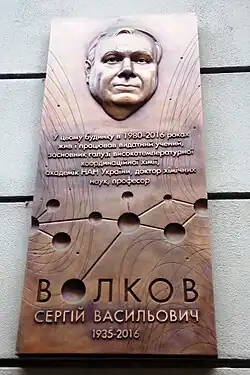 У цьому будинку в 1980-2016 роках
жив і працював видатний учений,
засновник галузі високотемпературної
координаційної хімії,
академік НАН України, доктор хімічних
наук, професор
ВОЛКОВ
СЕРГІЙ ВАСИЛЬОВИЧ
1935-2016